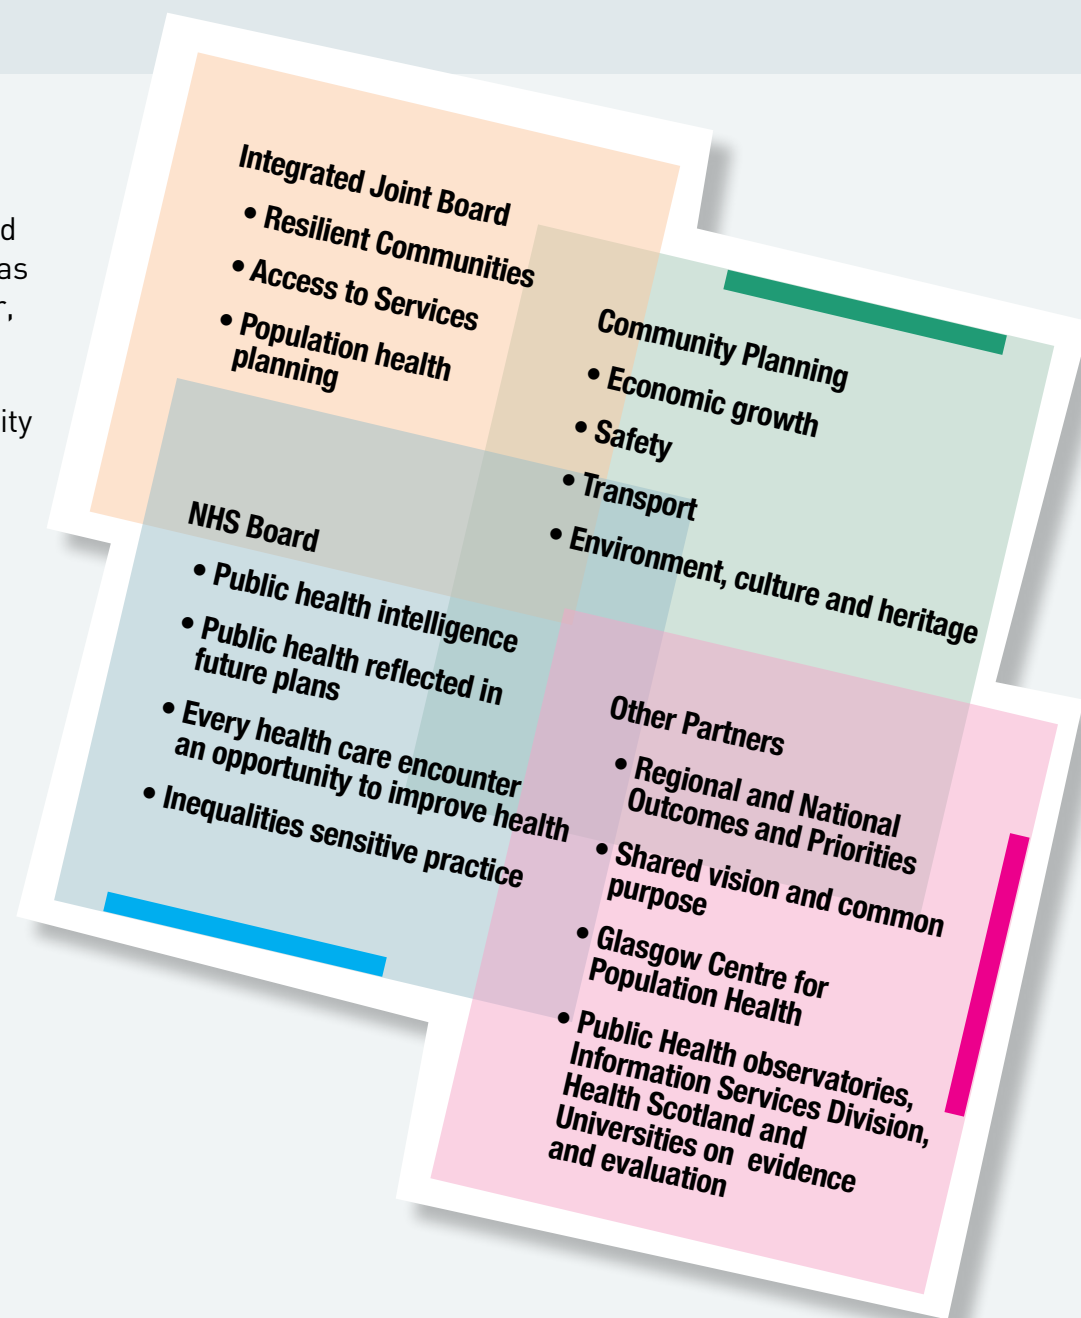 d
as
r,
ity
Integrated Joint Board
• Resilient Communities
• Access to Services
• Population health
planning
Community Planning
• Economic growth
• Safety
• Transport
• Environment, culture and heritage
NHS Board
• Public health intelligence
• Public health reflected in
future plans
• Every health care encounter
an opportunity to improve health
• Inequalities sensitive practice
Other Partners
• Regional and National
Outcomes and Priorities
• Shared vision and common
purpose
• Glasgow Centre for
Population Health
• Public Health observatories,
Information Services Division,
Health Scotland and
Universities on evidence
and evaluation